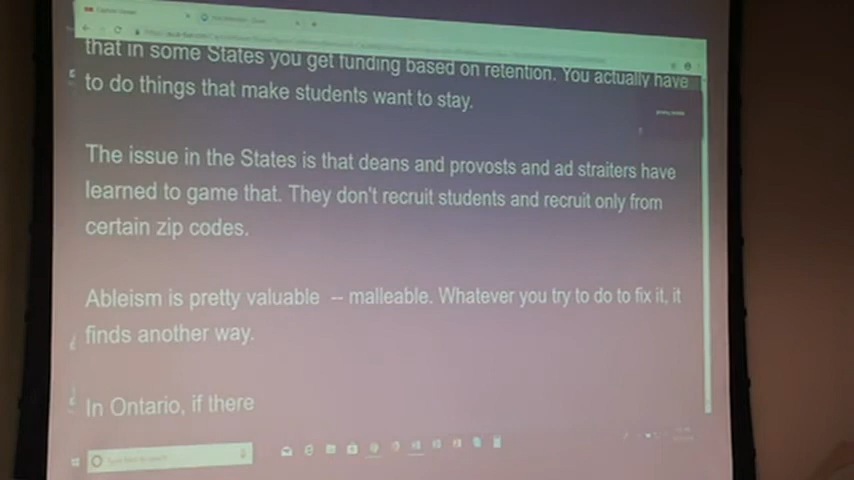 that in some States you get funding based on retention. You actually have
to do things that make students want to stay.
The issue in the States is that deans and provosts and ad straiters have
learned to game that. They don't recruit students and recruit only from
certain zip codes.
Ableism is pretty valuable -- malleable. Whatever you try to do to fix it, it
finds another way.
In Ontario, if there